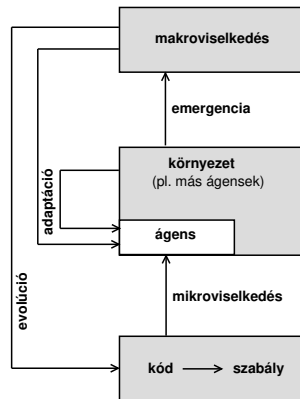 makroviselkedés
emergencia
környezet
(pl. más ágensek)
adaptáció
ágens
evolúció
mikroviselkedés
kód szabály